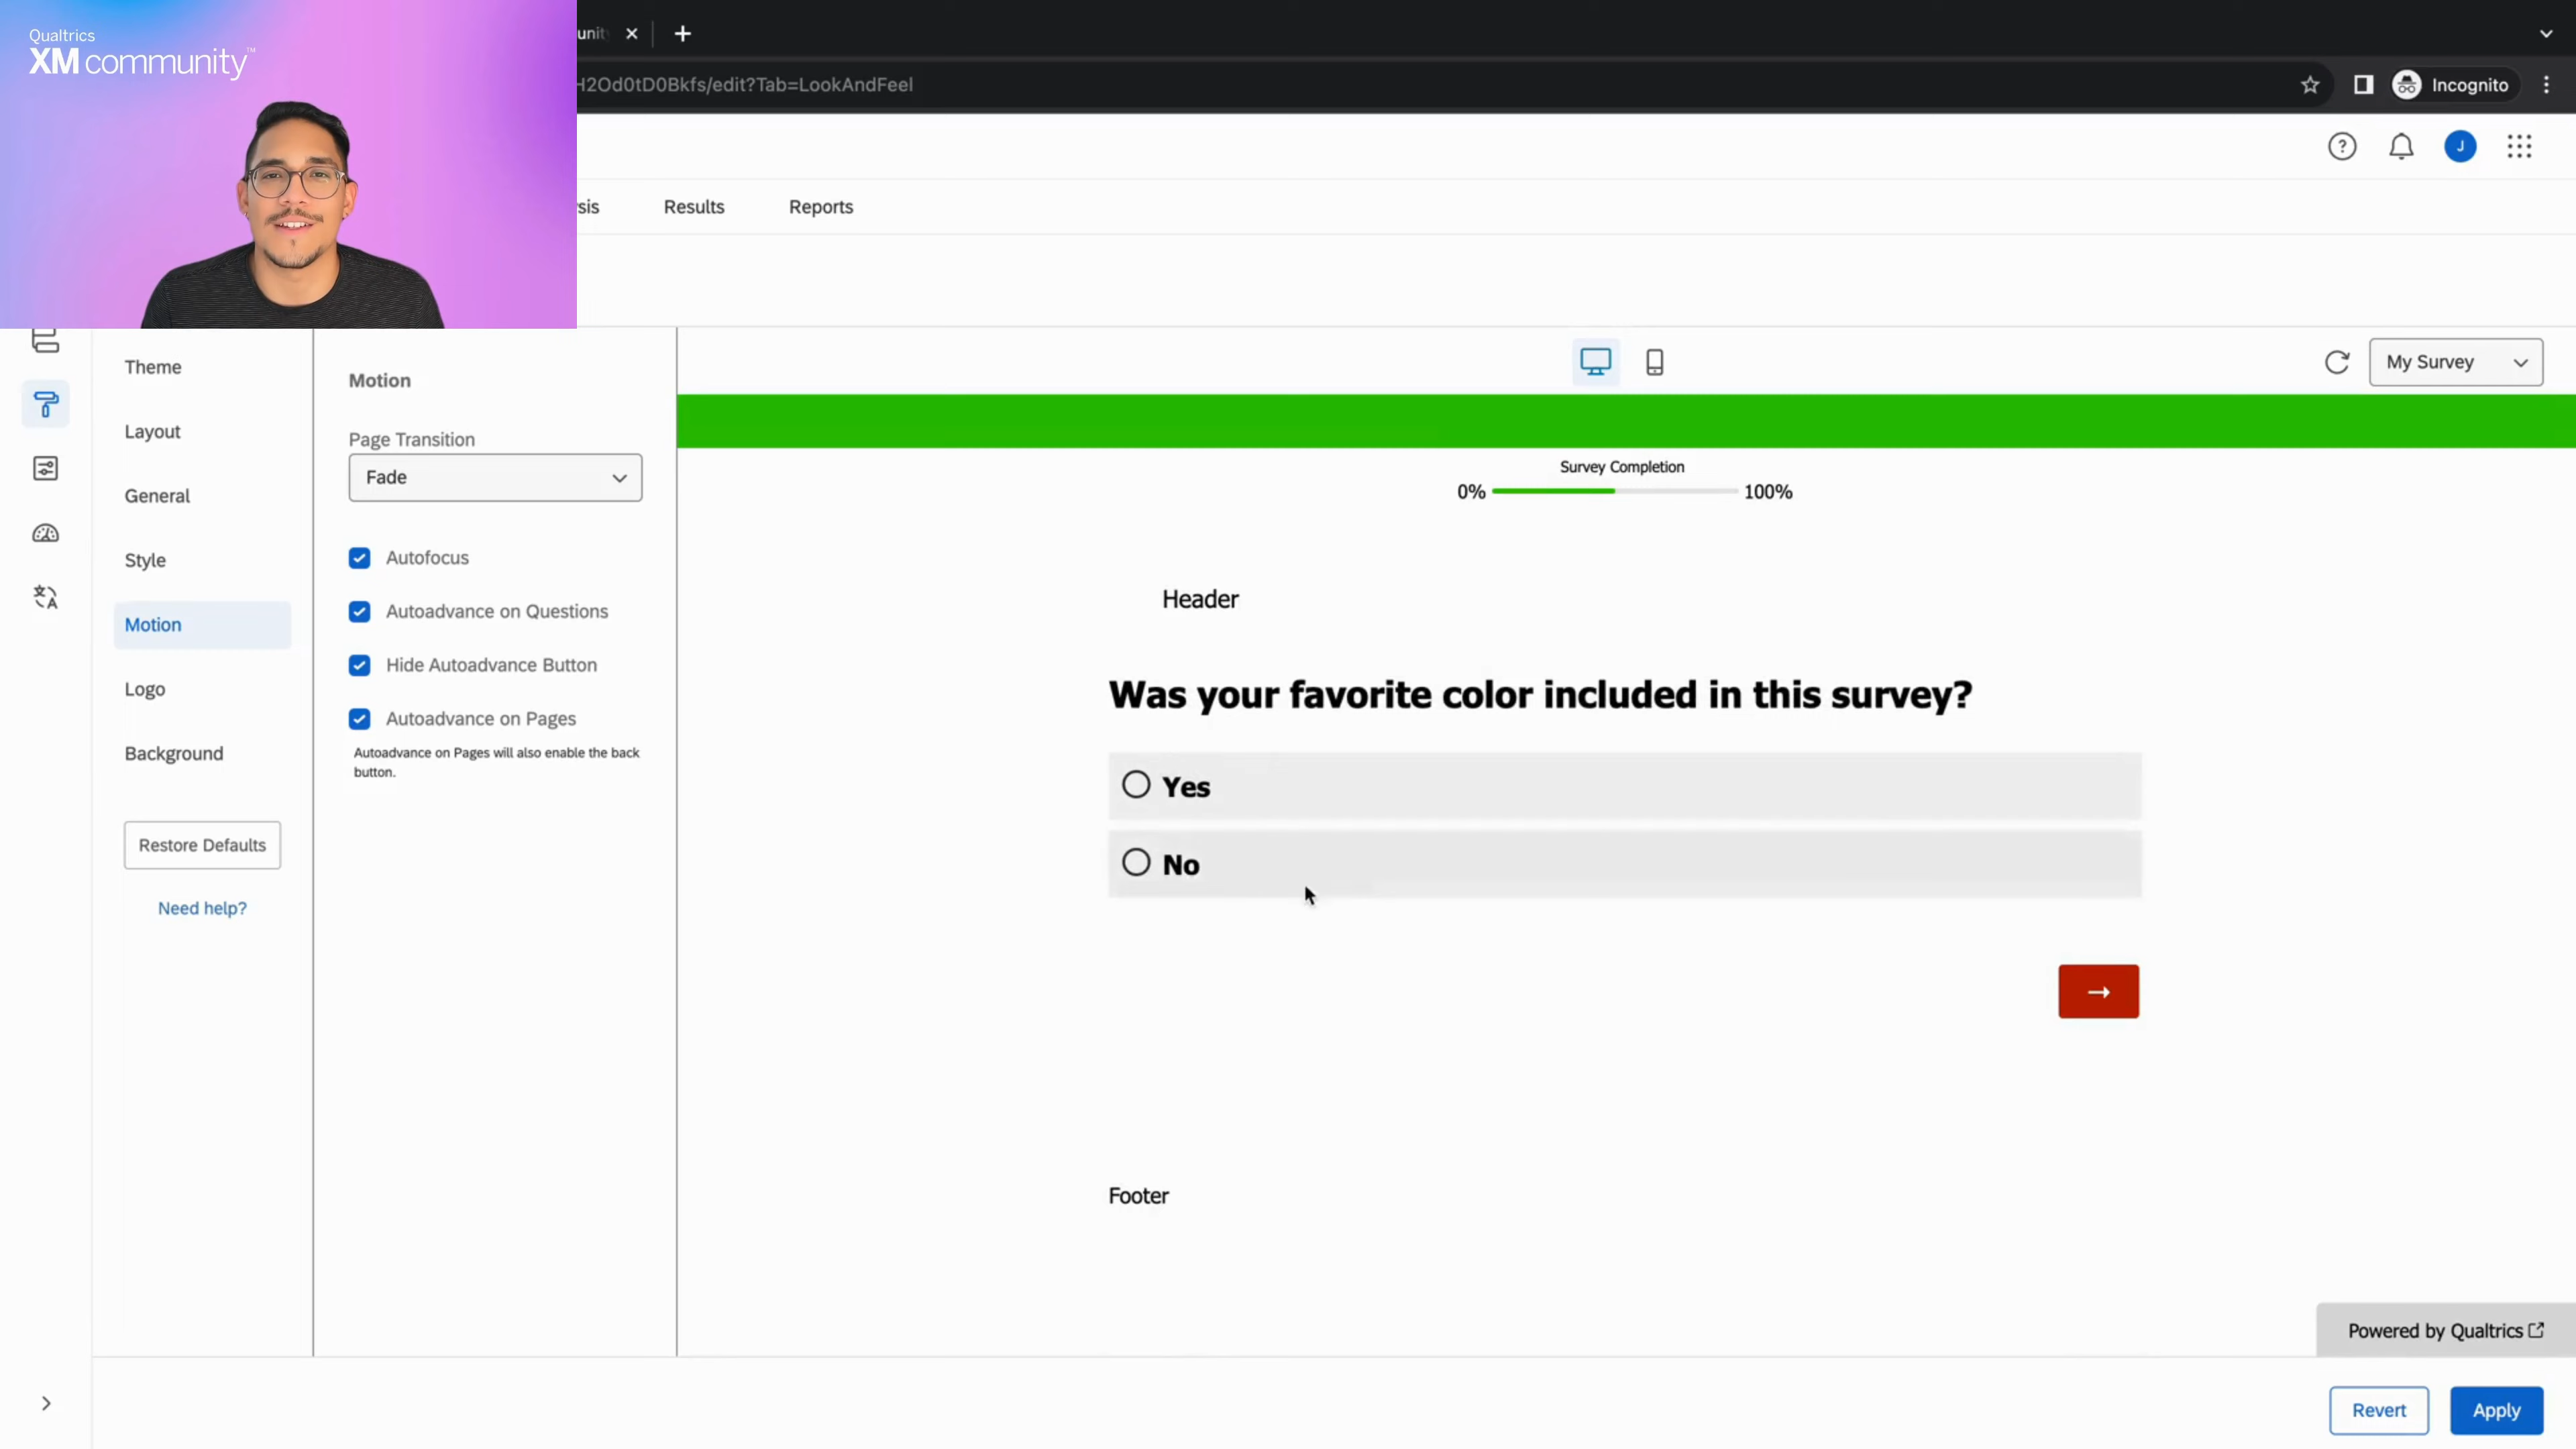 Qualtrics
XM community™
H2Od0tD0Bkfs/edit?Tab=LookAndFeel
Incognito
J
Results
Reports
Theme
Layout
General
Style
Motion
Logo
Background
Restore Defaults
Need help?
Motion
Page Transition
Fade
Autofocus
Autoadvance on Questions
Hide Autoadvance Button
Autoadvance on Pages
Autoadvance on Pages will also enable the back
button.
My Survey
Survey Completion
0%
100%
Header
Was your favorite color included in this survey?
Yes
No
→
Footer
Powered by Qualtrics
Revert
Apply